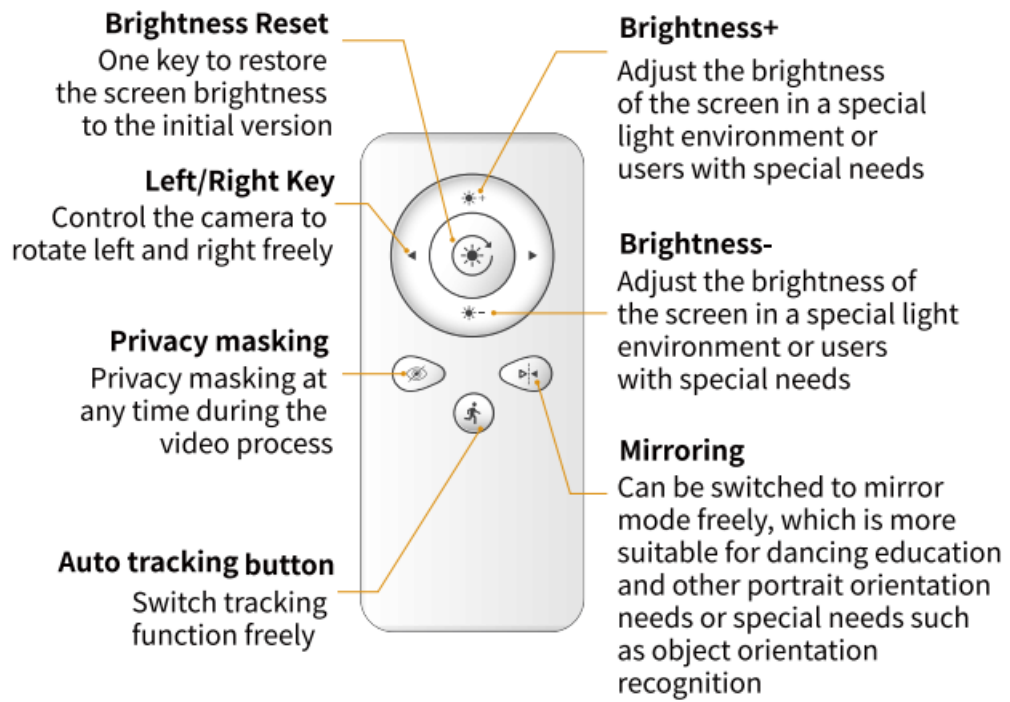 Brightness Reset
One key to restore
the screen brightness
to the initial version
Left/Right Key
Control the camera to
rotate left and right freely
Privacy masking
Privacy masking at
any time during the
video process
Auto tracking button
Switch tracking
function freely
Brightness+
Adjust the brightness
of the screen in a special
light environment or
users with special needs
Brightness-
Adjust the brightness of
the screen in a special light
environment or users
with special needs
Mirroring
Can be switched to mirror
mode freely, which is more
suitable for dancing education
and other portrait orientation
needs or special needs such
as object orientation
recognition